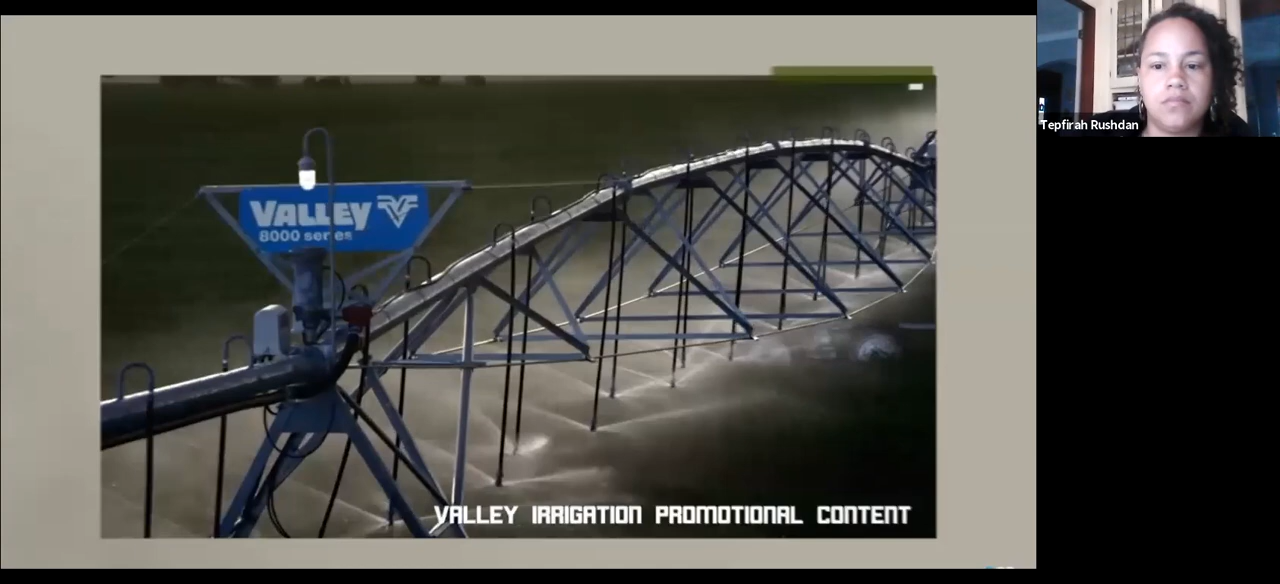 VALLEY
8000 series
VALLEY IRRIGATION PROMOTIONAL CONTENT
Tepfirah Rushdan